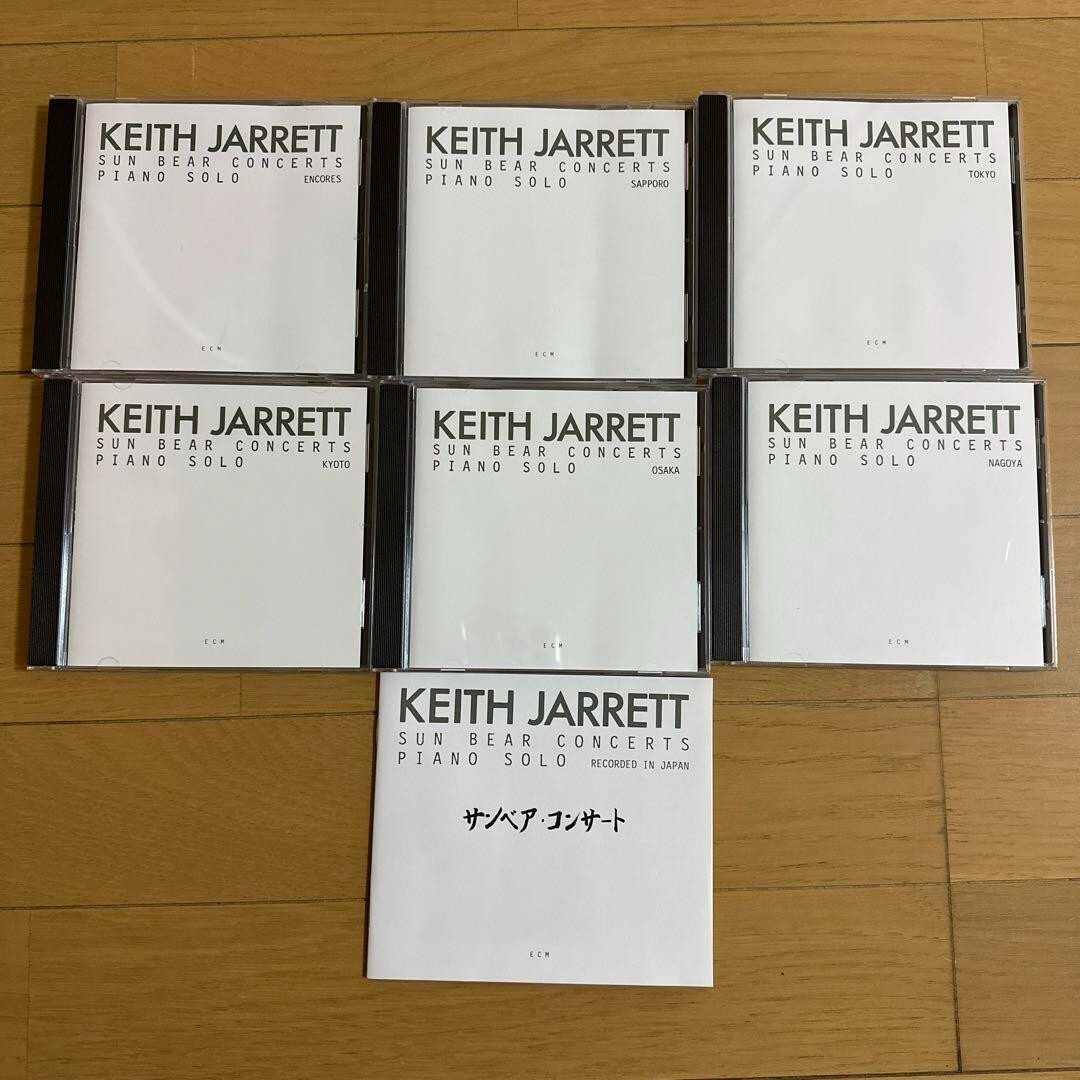 KEITH JARRETT
SUN BEAR CONCERTS
PIANO SOLO ENCORES
ECM
KEITH JARRETT
SUN BEAR CONCERTS
PIANO SOLO SAPPORO
ECM
KEITH JARRETT
SUN BEAR CONCERTS
PIANO SOLO TOKYO
ECM
KEITH JARRETT
SUN BEAR CONCERTS
PIANO SOLO KYOTO
ECM
KEITH JARRETT
SUN BEAR CONCERTS
PIANO SOLO OSAKA
ECM
KEITH JARRETT
SUN BEAR CONCERTS
PIANO SOLO NAGOYA
ECM
KEITH JARRETT
SUN BEAR CONCERTS
PIANO SOLO RECORDED IN JAPAN
サンベア・コンサート
ECM